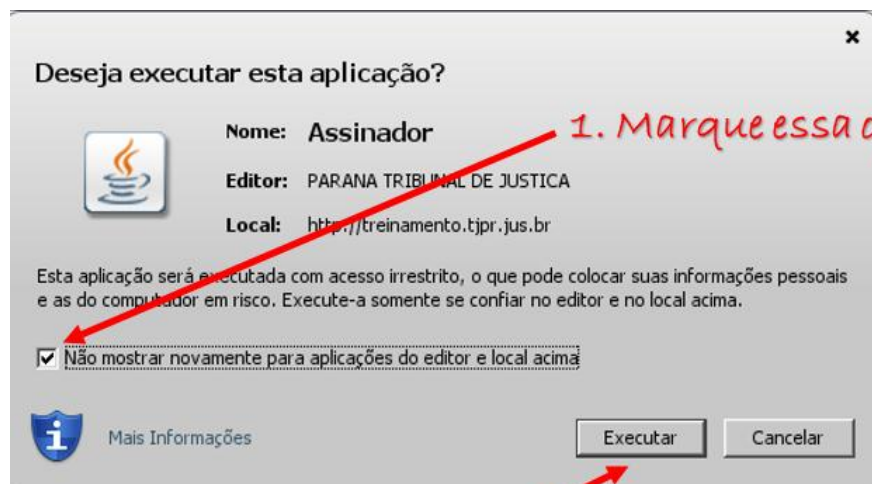 Deseja executar esta aplicação?
1. Marque essa
Nome: Assinador
Editor: PARANA TRIBUNAL DE JUSTICA
Local: http://treinamento.tjpr.jus.br
Esta aplicação será executada com acesso irrestrito, o que pode colocar suas informações pessoais
e as do computador em risco. Execute-a somente se confiar no editor e no local acima.
Não mostrar novamente para aplicações do editor e local acima
Mais Informações
Executar
Cancelar